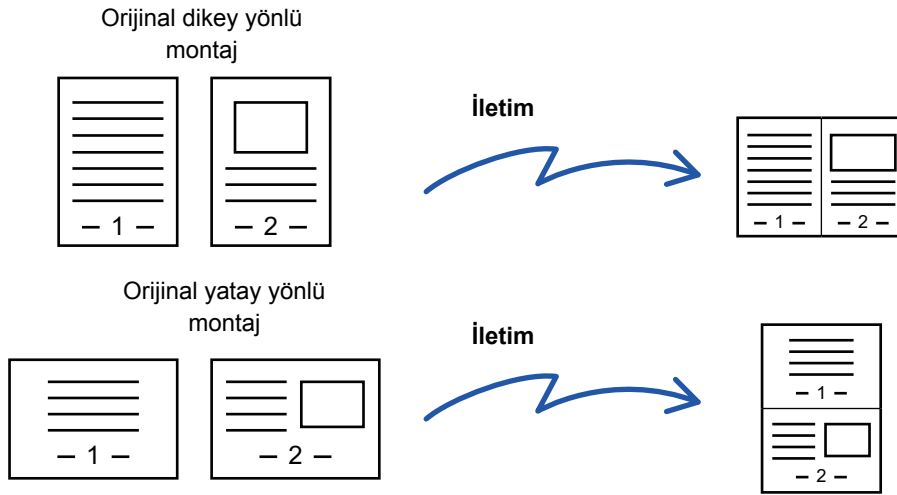 Orijinal dikey yönlü
montaj
İletim
– 1 –
– 2 –
– 1 –
– 2 –
Orijinal yatay yönlü
montaj
İletim
– 1 –
– 2 –
– 1 –
– 2 –